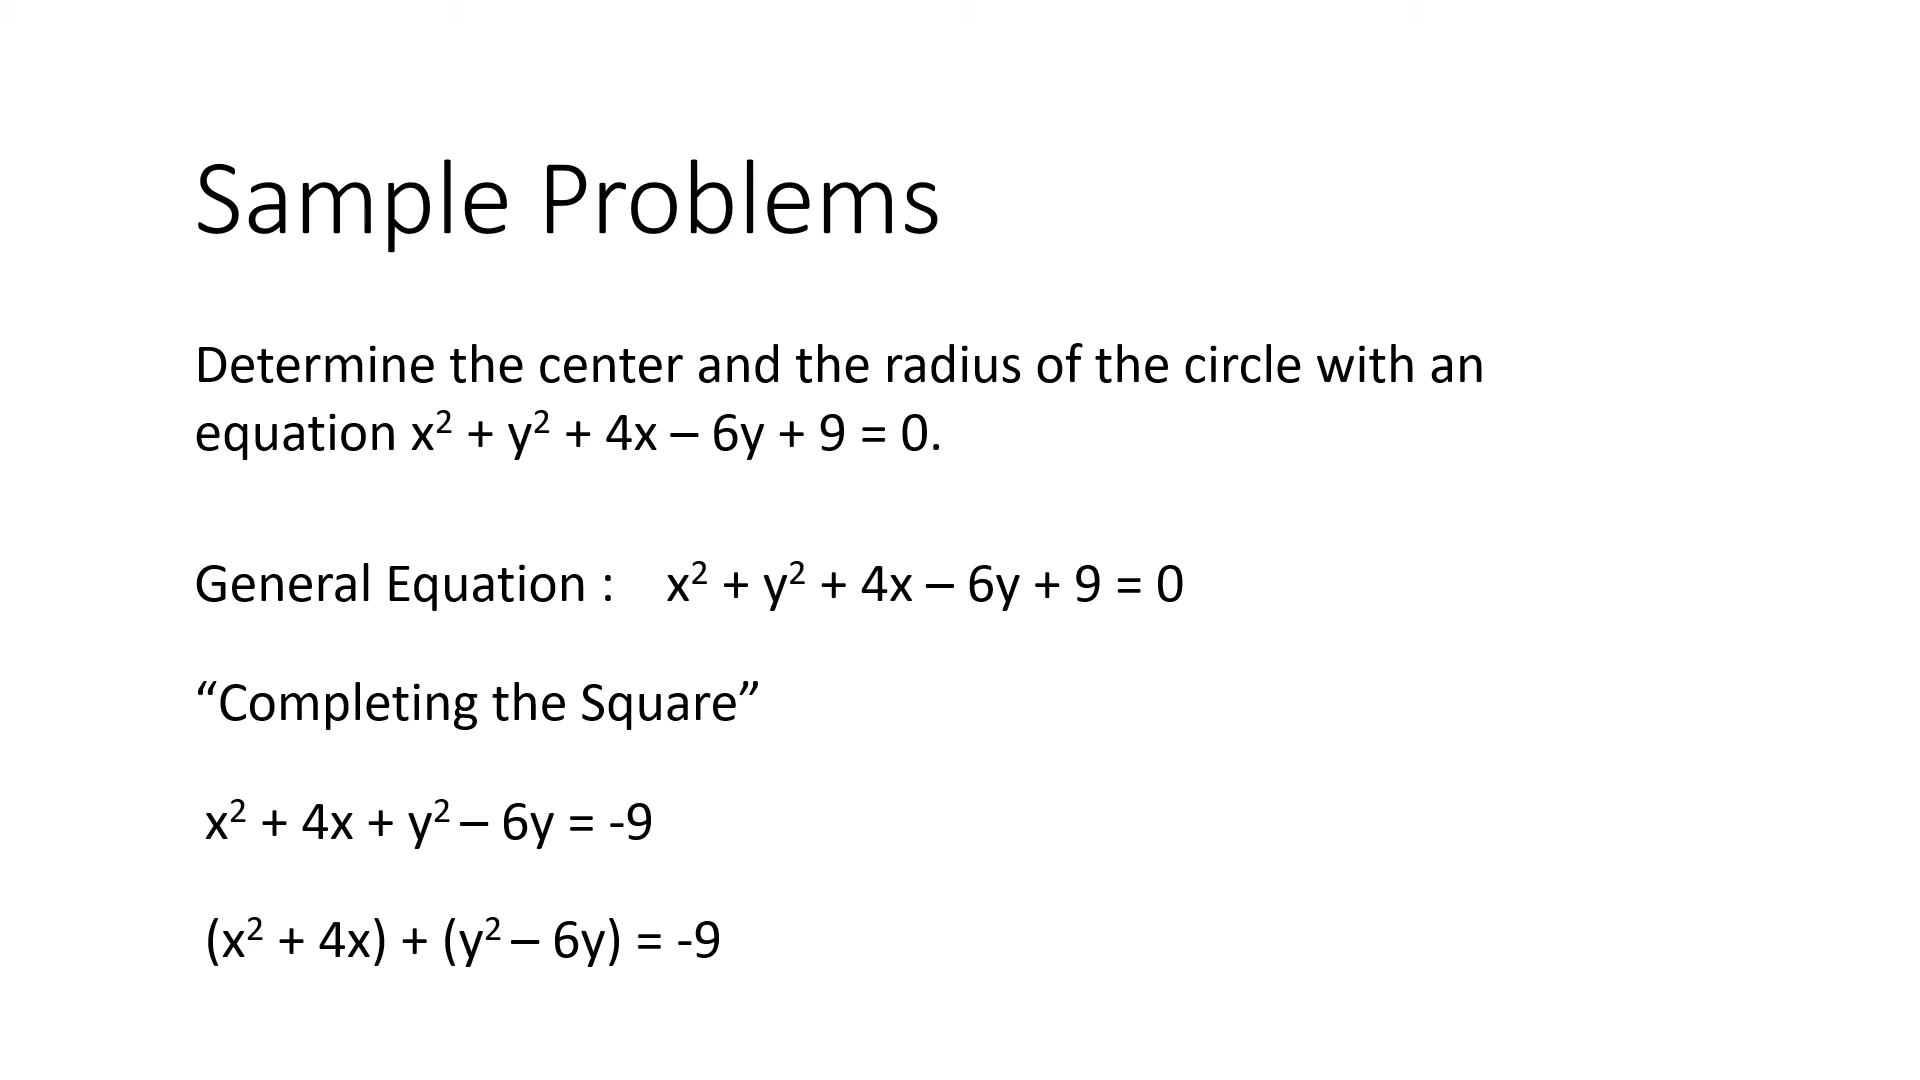 Sample Problems
Determine the center and the radius of the circle with an
equation x² + y² + 4x – 6y + 9 = 0.
General Equation : x² + y² + 4x – 6y + 9 = 0
“Completing the Square”
x² + 4x + y² – 6y = -9
(x² + 4x) + (y² – 6y) = -9